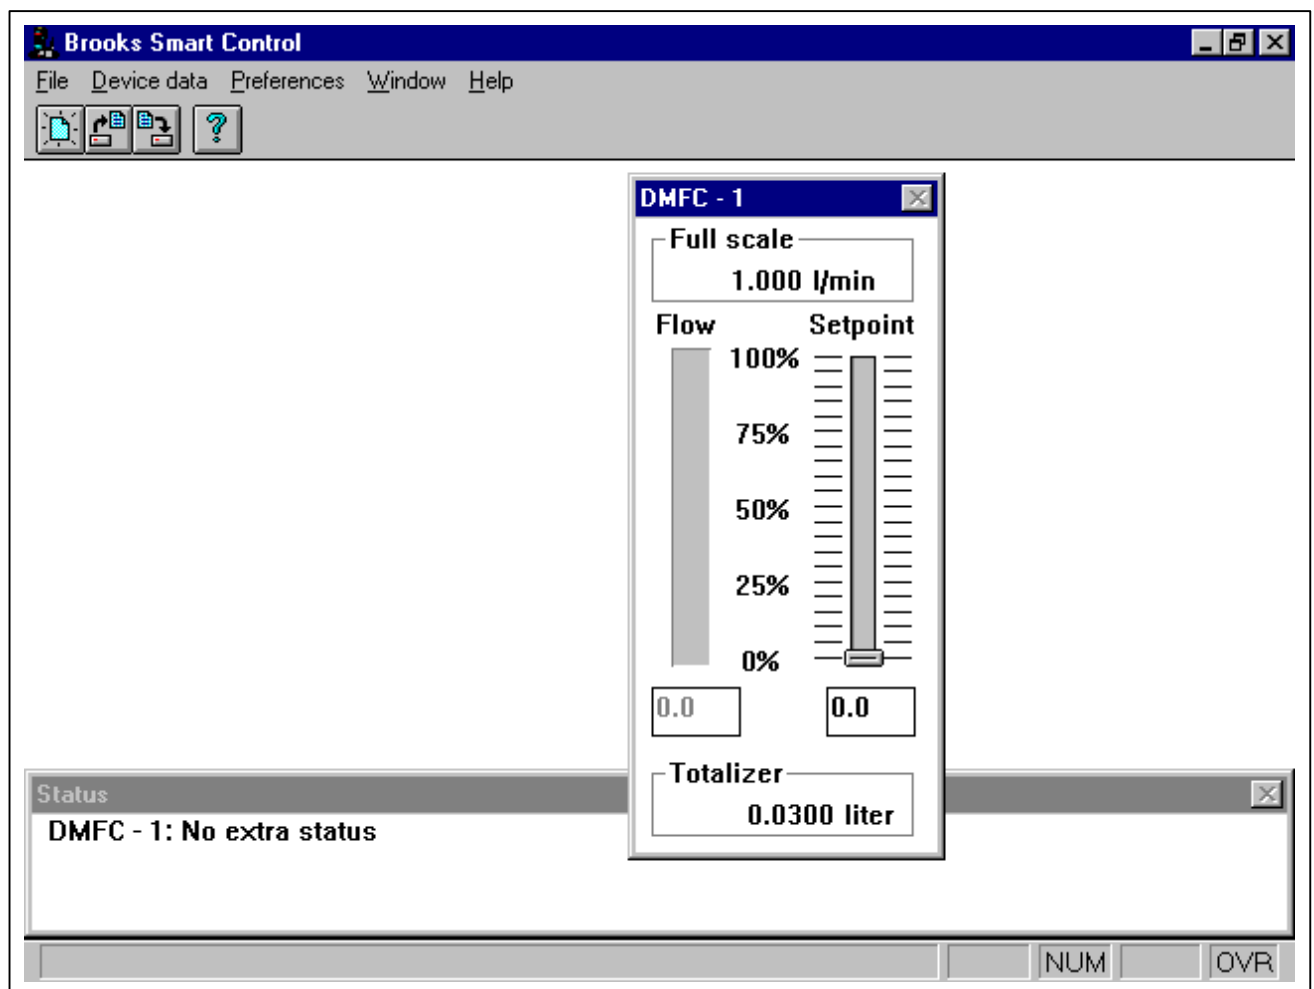 Brooks Smart Control
File Device data Preferences Window Help
?
DMFC - 1
Full scale
1.000 l/min
Flow Setpoint
100%
75%
50%
25%
0%
0.0 0.0
Totalizer
0.0300 liter
Status
DMFC - 1: No extra status
NUM OVR